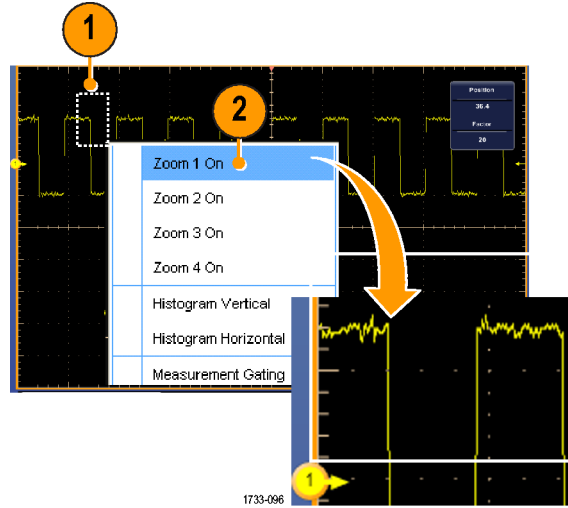 1
2
Position
36.4
Factor
20
Zoom 1 On
Zoom 2 On
Zoom 3 On
Zoom 4 On
Histogram Vertical
Histogram Horizontal
Measurement Gating
1
1733-096